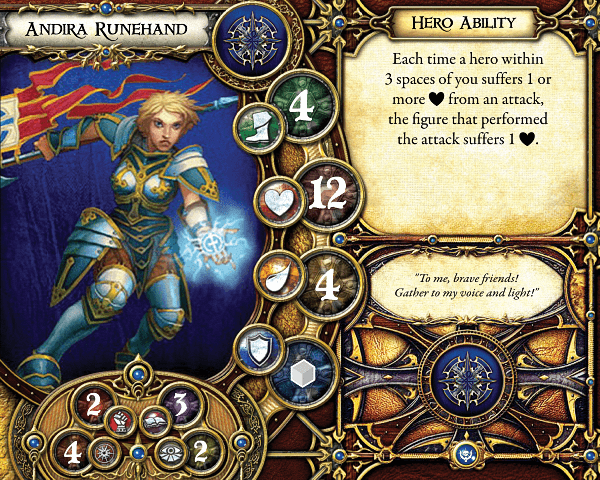 Andira Runehand
4
12
4
2
3
4
2
Hero Ability
Each time a hero within
3 spaces of you suffers 1 or
more ♥ from an attack,
the figure that performed
the attack suffers 1 ♥.
"To me, brave friends!
Gather to my voice and light!"